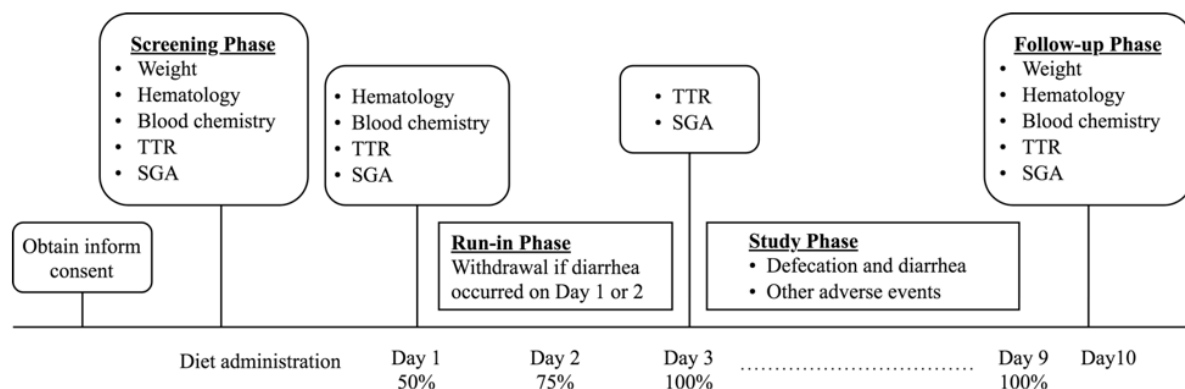 Screening Phase
• Weight
• Hematology
• Blood chemistry
• TTR
• SGA
• Hematology
• Blood chemistry
• TTR
• SGA
• TTR
• SGA
Follow-up Phase
• Weight
• Hematology
• Blood chemistry
• TTR
• SGA
Obtain inform
consent
Run-in Phase
Withdrawal if diarrhea
occurred on Day 1 or 2
Study Phase
• Defecation and diarrhea
• Other adverse events
Diet administration
Day 1
50%
Day 2
75%
Day 3
100%
Day 9
100%
Day10